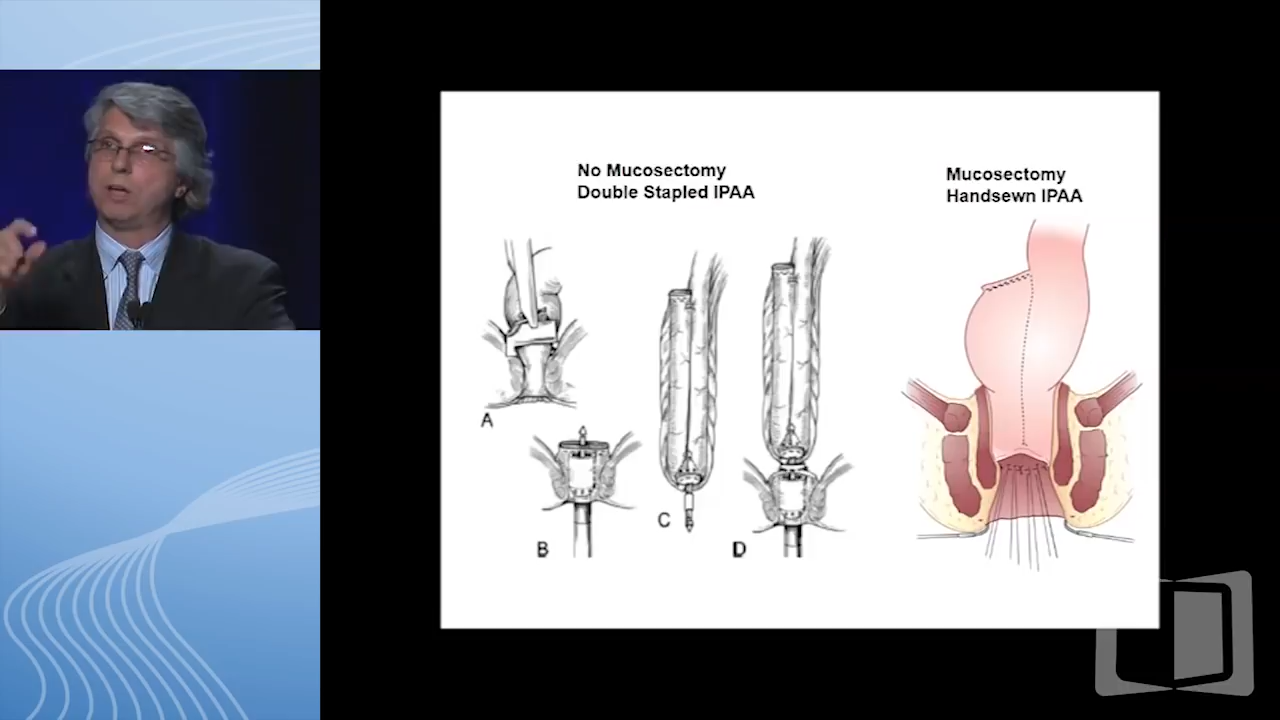 No Mucosectomy
Double Stapled IPAA
Mucosectomy
Handsewn IPAA
A
B
C
D